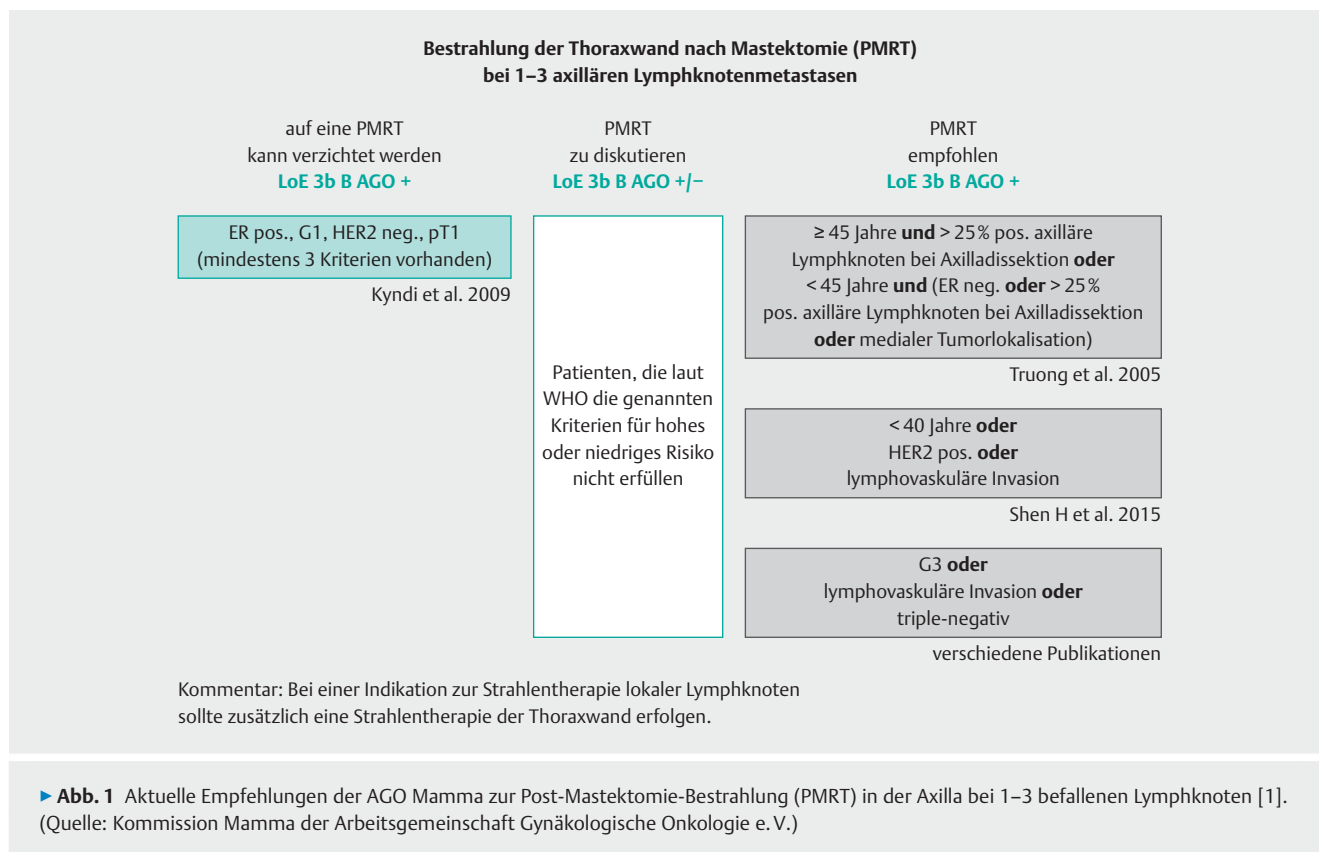 Bestrahlung der Thoraxwand nach Mastektomie (PMRT)
bei 1–3 axillären Lymphknotenmetastasen
auf eine PMRT
kann verzichtet werden
LoE 3b B AGO +
ER pos., G1, HER2 neg., pT1
(mindestens 3 Kriterien vorhanden)
Kyndi et al. 2009
PMRT
zu diskutieren
LoE 3b B AGO +/−
Patienten, die laut
WHO die genannten
Kriterien für hohes
oder niedriges Risiko
nicht erfüllen
PMRT
empfohlen
LoE 3b B AGO +
≥ 45 Jahre und > 25 % pos. axilläre
Lymphknoten bei Axilladissektion oder
< 45 Jahre und (ER neg. oder > 25 %
pos. axilläre Lymphknoten bei Axilladissektion
oder medialer Tumorlokalisation)
Truong et al. 2005
< 40 Jahre oder
HER2 pos. oder
lymphovaskuläre Invasion
Shen H et al. 2015
G3 oder
lymphovaskuläre Invasion oder
triple-negativ
verschiedene Publikationen
Kommentar: Bei einer Indikation zur Strahlentherapie lokaler Lymphknoten
sollte zusätzlich eine Strahlentherapie der Thoraxwand erfolgen.
▶ Abb. 1 Aktuelle Empfehlungen der AGO Mamma zur Post-Mastektomie-Bestrahlung (PMRT) in der Axilla bei 1–3 befallenen Lymphknoten [1].
(Quelle: Kommission Mamma der Arbeitsgemeinschaft Gynäkologische Onkologie e. V.)